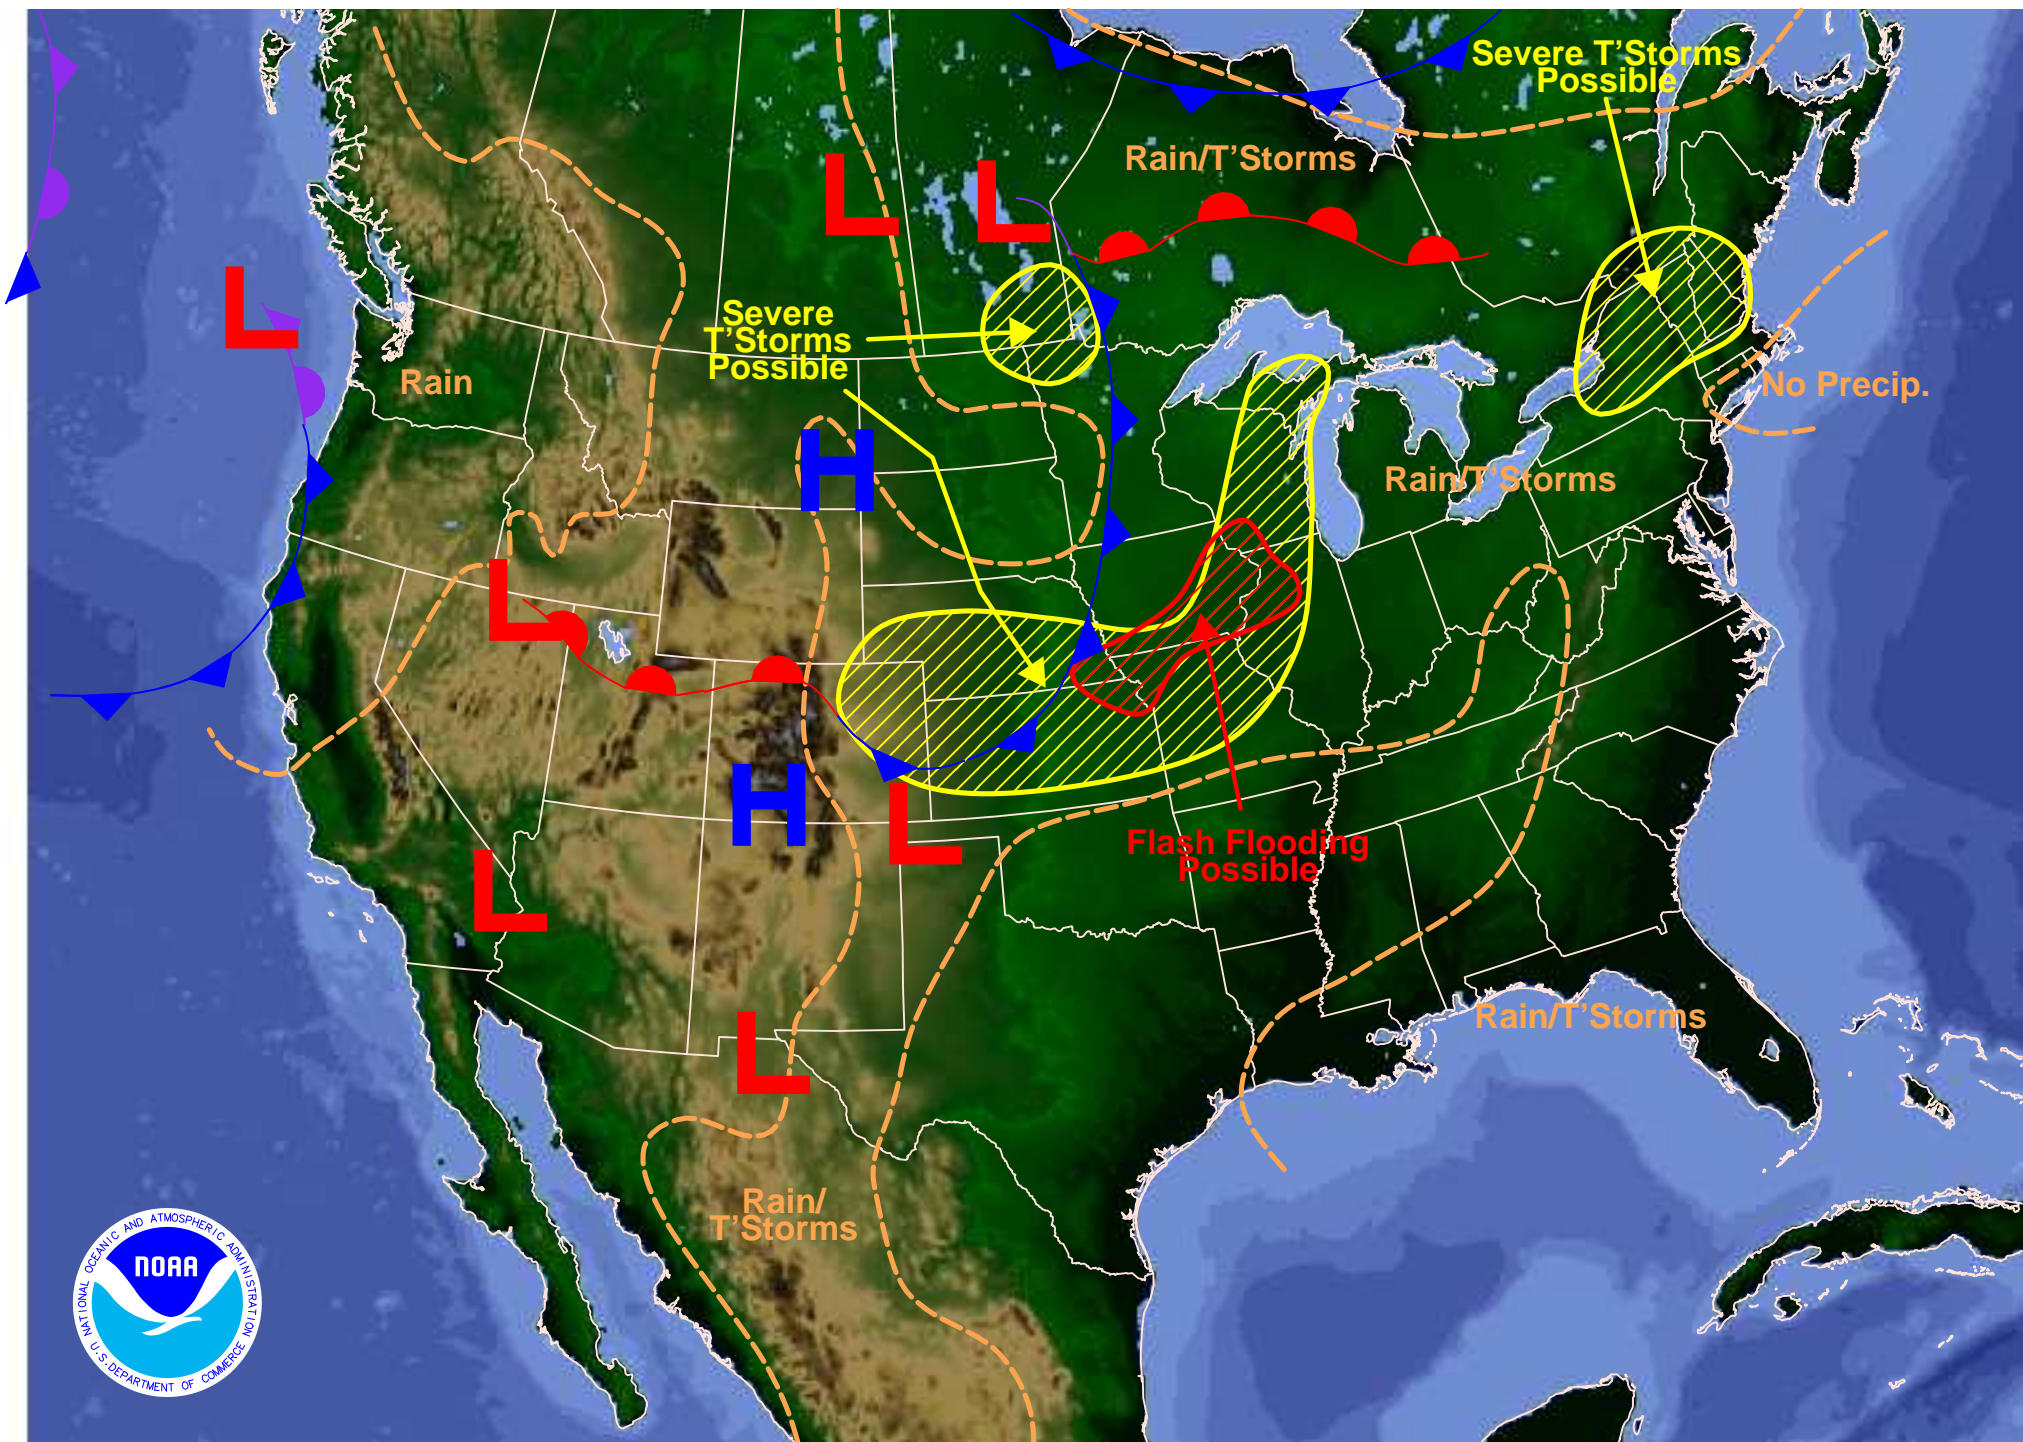 Severe T'Storms
Possible
Rain/T'Storms
L
L
L
Severe
T'Storms
Possible
Rain
No Precip.
H
Rain/T'Storms
L
H
L
Flash Flooding
Possible
L
Rain/T'Storms
L
Rain/
T'Storms
NATIONAL OCEANIC AND ATMOSPHERIC ADMINISTRATION
NOAA
U.S. DEPARTMENT OF COMMERCE